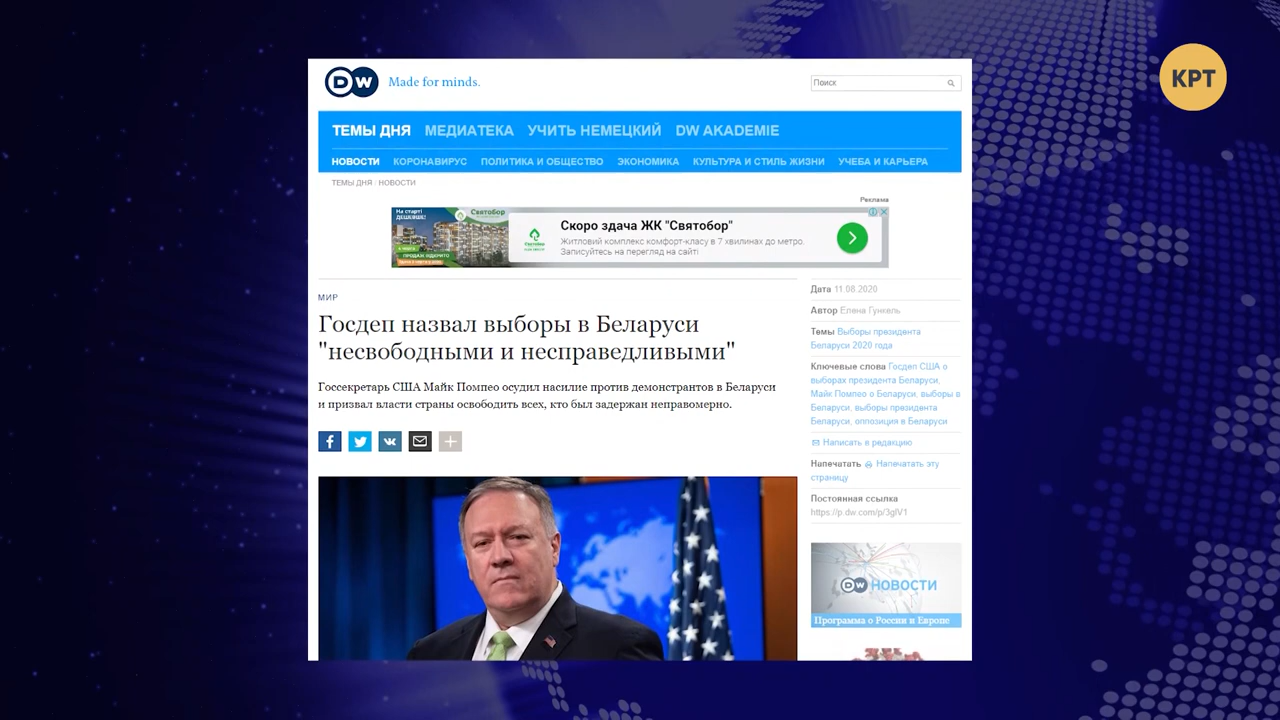 КРТ
DW Made for minds.
Поиск
ТЕМЫ ДНЯ МЕДИАТЕКА УЧИТЬ НЕМЕЦКИЙ DW AKADEMIE
НОВОСТИ КОРОНАВИРУС ПОЛИТИКА И ОБЩЕСТВО ЭКОНОМИКА КУЛЬТУРА И СТИЛЬ ЖИЗНИ УЧЕБА И КАРЬЕРА
ТЕМЫ ДНЯ / НОВОСТИ
Реклама
На старті
ДЕШЕВШЕ!
Святобор
Скоро здача ЖК "Святобор"
Житловий комплекс комфорт-класу в 7 хвилинах до метро.
Запишуйтесь на перегляд на сайті
МИР
Госдеп назвал выборы в Беларуси
"несвободными и несправедливыми"
Госсекретарь США Майк Помпео осудил насилие против демонстрантов в Беларуси
и призвал власти страны освободить всех, кто был задержан неправомерно.
Дата 11.08.2020
Автор Елена Гункель
Темы Выборы президента
Беларуси 2020 года
Ключевые слова Госдеп США о
выборах президента Беларуси,
Майк Помпео о Беларуси, выборы в
Беларуси, выборы президента
Беларуси, оппозиция в Беларуси
Написать в редакцию
Напечатать Напечатать эту
страницу
Постоянная ссылка
https://p.dw.com/p/3glV1
DW НОВОСТИ
Программа о России и Европе